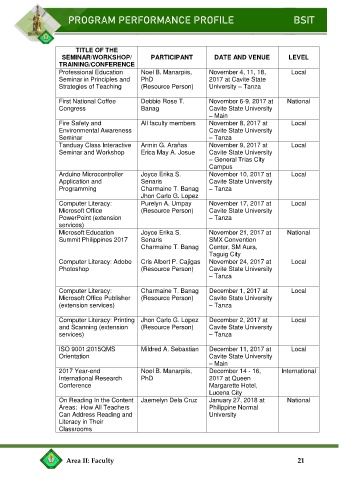 PROGRAM PERFORMANCE PROFILE BSIT
TITLE OF THE SEMINAR/WORKSHOP/ TRAINING/CONFERENCE PARTICIPANT DATE AND VENUE LEVEL
Professional Education Noel B. Manarpiis, November 4, 11, 18, Local
Seminar in Principles and PhD 2017 at Cavite State
Strategies of Teaching (Resource Person) University – Tanza
First National Coffee Debbie Rose T. November 6-9, 2017 at National
Congress Banag Cavite State University
– Main
Fire Safety and All faculty members November 8, 2017 at Local
Environmental Awareness Cavite State University
Seminar – Tanza
Tanduay Class Interactive Armin G. Arañas November 9, 2017 at Local
Seminar and Workshop Erica May A. Josue Cavite State University
– General Trias City
Campus
Arduino Microcontroller Joyce Erika S. November 10, 2017 at Local
Application and Senaris Cavite State University
Programming Charmaine T. Banag – Tanza
Jhon Carlo G. Lopez
Computer Literacy: Purelyn A. Umpay November 17, 2017 at Local
Microsoft Office (Resource Person) Cavite State University
PowerPoint (extension – Tanza
services)
Microsoft Education Joyce Erika S. November 21, 2017 at National
Summit Philippines 2017 Senaris SMX Convention
Charmaine T. Banag Center, SM Aura,
Taguig City
Computer Literacy: Adobe Cris Albert P. Cajigas November 24, 2017 at Local
Photoshop (Resource Person) Cavite State University
– Tanza
Computer Literacy: Charmaine T. Banag December 1, 2017 at Local
Microsoft Office Publisher (Resource Person) Cavite State University
(extension services) – Tanza
Computer Literacy: Printing Jhon Carlo G. Lopez December 2, 2017 at Local
and Scanning (extension (Resource Person) Cavite State University
services) – Tanza
ISO 9001:2015QMS Mildred A. Sebastian December 11, 2017 at Local
Orientation Cavite State University
– Main
2017 Year-end Noel B. Manarpiis, December 14 - 16, International
International Research PhD 2017 at Queen
Conference Margarette Hotel,
Lucena City
On Reading In the Content Jaemelyn Dela Cruz January 27, 2018 at National
Areas: How All Teachers Philippine Normal
Can Address Reading and University
Literacy in Their
Classrooms
Area II: Faculty 21